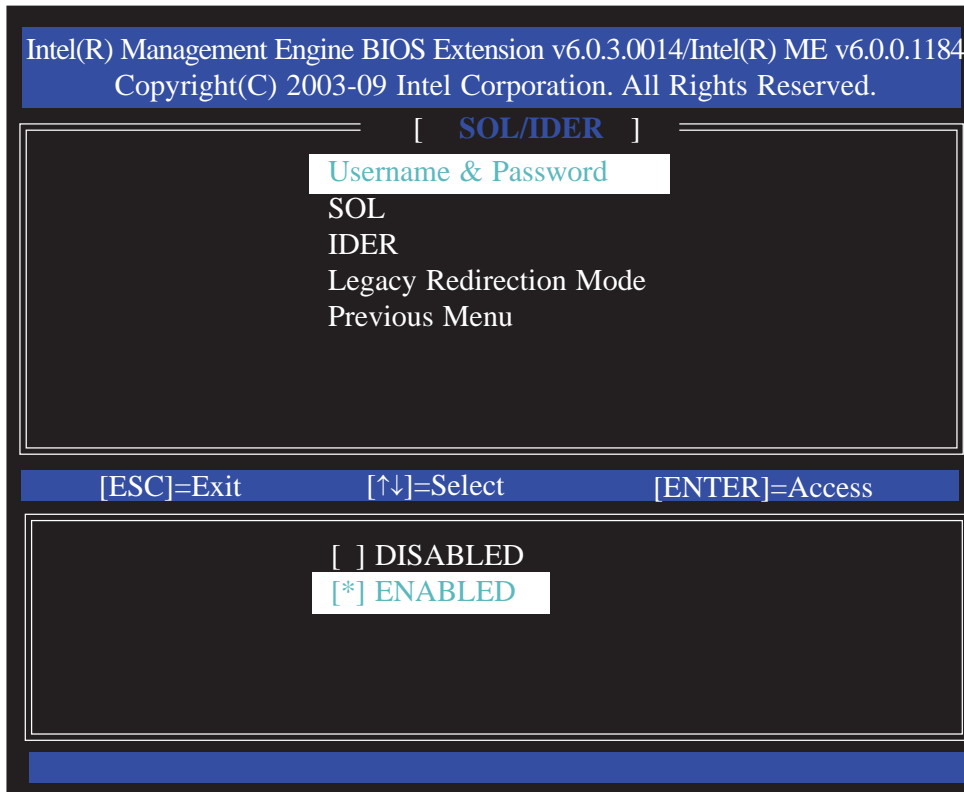 Intel(R) Management Engine BIOS Extension v6.0.3.0014/Intel(R) ME v6.0.0.1184
Copyright(C) 2003-09 Intel Corporation. All Rights Reserved.
[ SOL/IDER ]
Username & Password
SOL
IDER
Legacy Redirection Mode
Previous Menu
[ESC]=Exit [↑↓]=Select [ENTER]=Access
[ ] DISABLED
[*] ENABLED